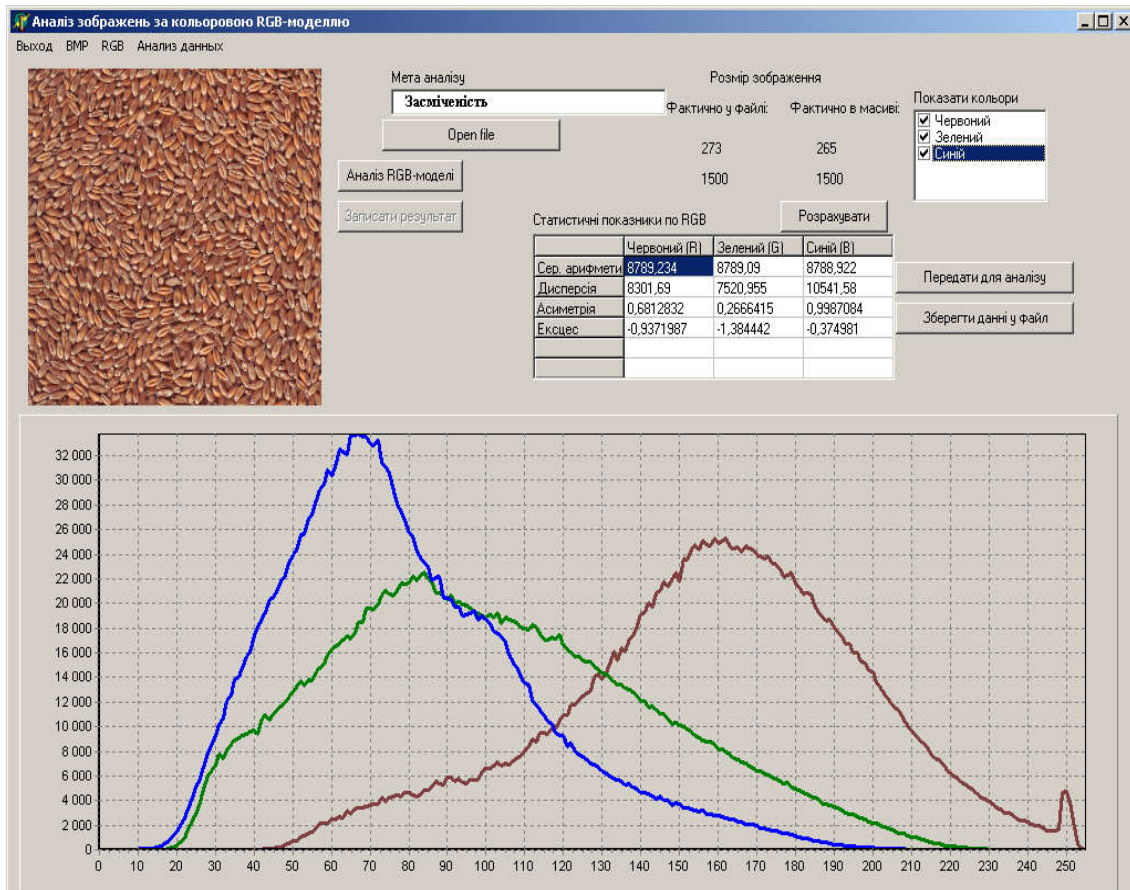 Аналіз зображень за кольоровою RGB-моделлю
Выход BMP RGB Анализ данных
Мета аналізу
Засміченість
Open file
Аналіз RGB-моделі
Записати результат
Розмір зображення
Фактично у файлі: Фактично в масиві:
273 265
1500 1500
Показати кольори
Червоний
Зелений
Синій
Статистичні показники по RGB
Розрахувати
Червоний (R) Зелений (G) Синій (B)
Сер. арифмети 8789,234 8789,09 8788,922
Дисперсія 8301,69 7520,955 10541,58
Асиметрія 0,6812832 0,2666415 0,9987084
Ексцес -0,9371987 -1,384442 -0,374981
Передати для аналізу
Зберегти данні у файл
32 000
30 000
28 000
26 000
24 000
22 000
20 000
18 000
16 000
14 000
12 000
10 000
8 000
6 000
4 000
2 000
0
0 10 20 30 40 50 60 70 80 90 100 110 120 130 140 150 160 170 180 190 200 210 220 230 240 250